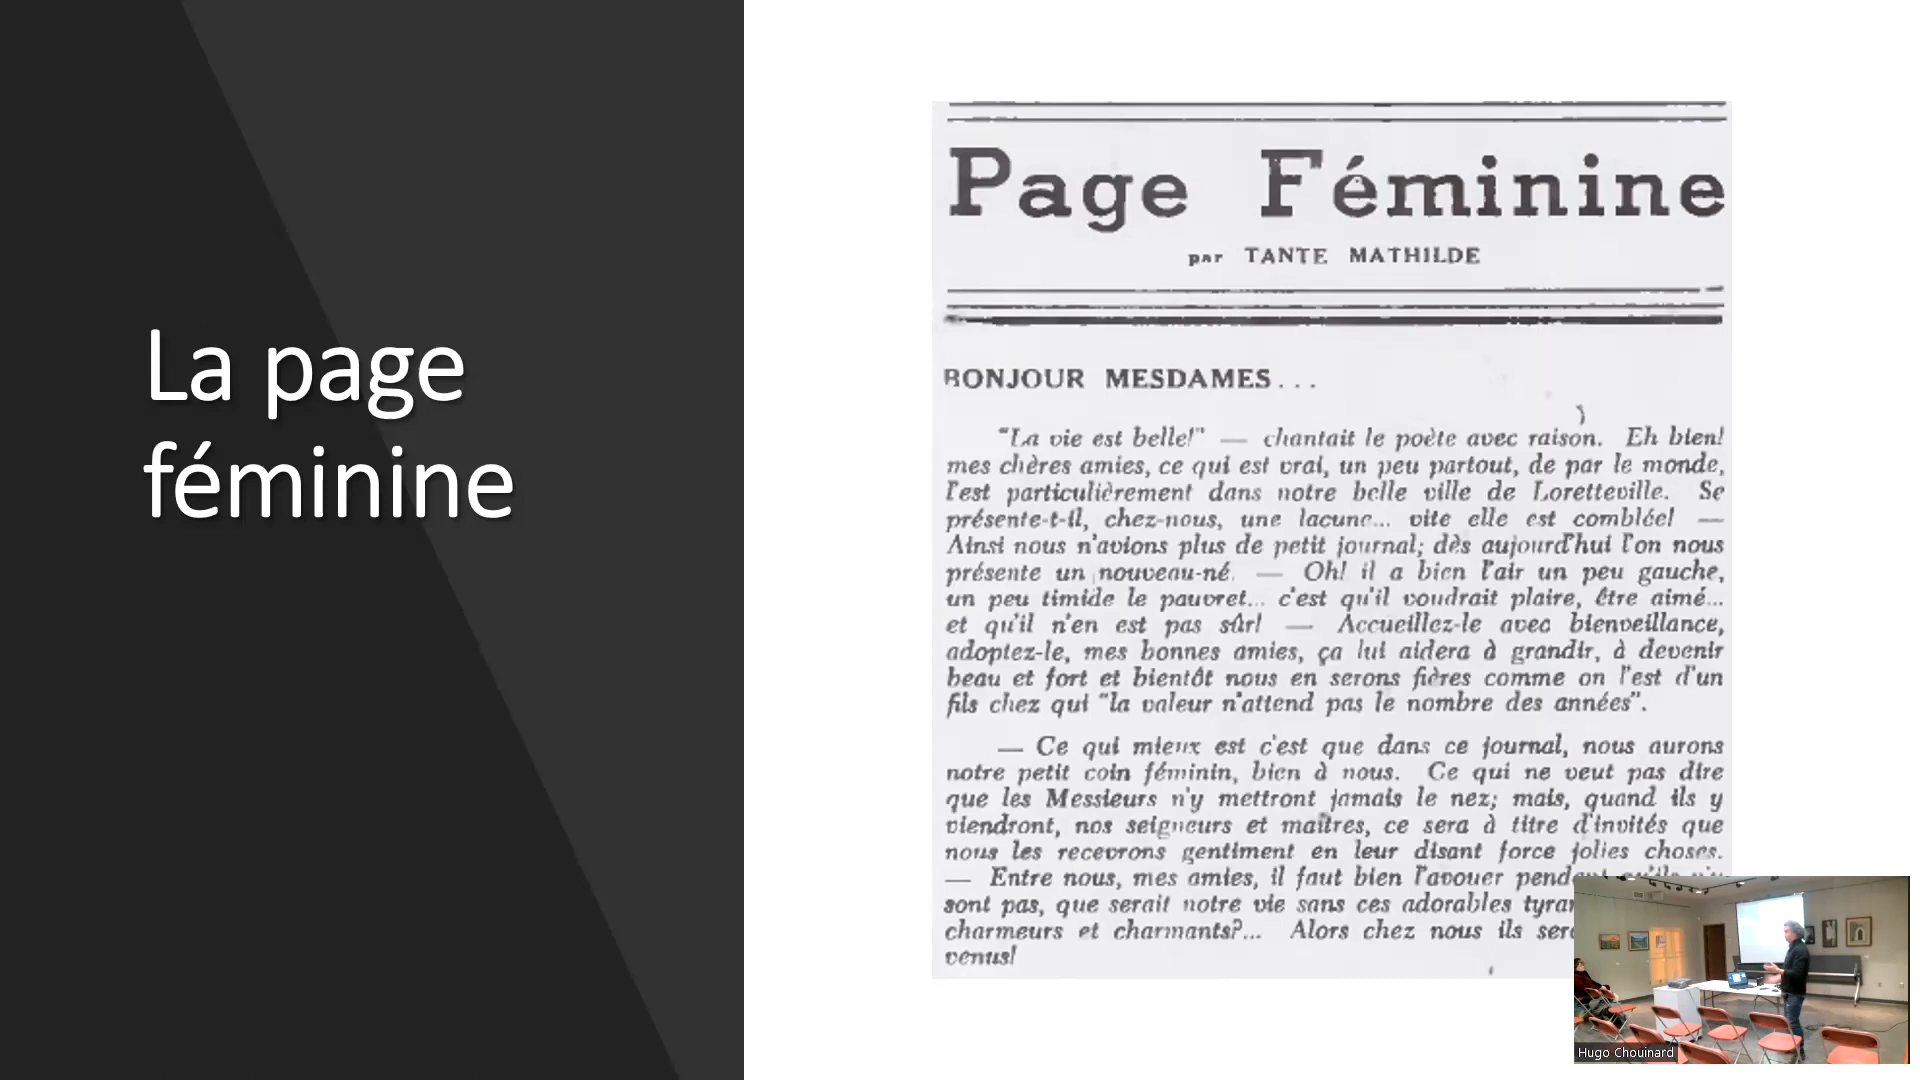 La page
féminine
Page Féminine
par TANTE MATHILDE
BONJOUR MESDAMES...
"La vie est belle!" — chantait le poète avec raison. Eh bien!
mes chères amies, ce qui est vrai, un peu partout, de par le monde,
l'est particulièrement dans notre belle ville de Loretteville. Se
présente-t-il, chez-nous, une lacune... vite elle est comblée! —
Ainsi nous n'avions plus de petit journal; dès aujourd'hui l'on nous
présente un nouveau-né. — Oh! il a bien l'air un peu gauche,
un peu timide le pauvret... c'est qu'il voudrait plaire, être aimé...
et qu'il n'en est pas sûr! — Accueillez-le avec bienveillance,
adoptez-le, mes bonnes amies, ça lui aidera à grandir, à devenir
beau et fort et bientôt nous en serons fières comme on l'est d'un
fils chez qui "la valeur n'attend pas le nombre des années".
— Ce qui mieux est c'est que dans ce journal, nous aurons
notre petit coin féminin, bien à nous. Ce qui ne veut pas dire
que les Messieurs n'y mettront jamais le nez; mais, quand ils y
viendront, nos seigneurs et maîtres, ce sera à titre d'invités que
nous les recevrons gentiment en leur disant force jolies choses.
— Entre nous, mes amies, il faut bien l'avouer
sont pas, que serait notre vie sans ces adorables
charmeurs et charmants?... Alors chez nous ils
venus!
Hugo Chouinard